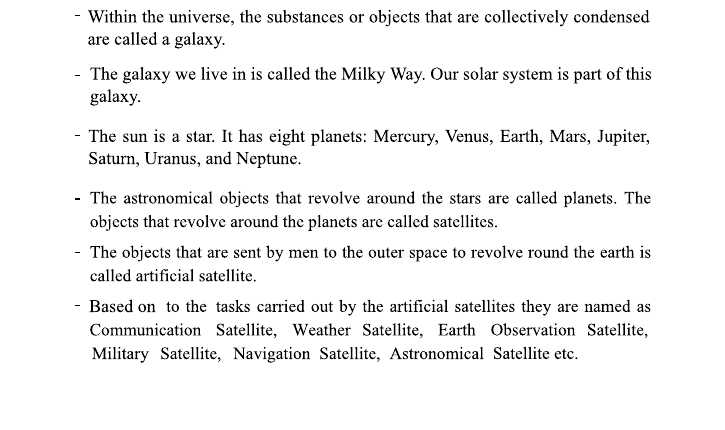 - Within the universe, the substances or objects that are collectively condensed
are called a galaxy.
- The galaxy we live in is called the Milky Way. Our solar system is part of this
galaxy.
- The sun is a star. It has eight planets: Mercury, Venus, Earth, Mars, Jupiter,
Saturn, Uranus, and Neptune.
- The astronomical objects that revolve around the stars are called planets. The
objects that revolve around the planets are called satellites.
- The objects that are sent by men to the outer space to revolve round the earth is
called artificial satellite.
- Based on to the tasks carried out by the artificial satellites they are named as
Communication Satellite, Weather Satellite, Earth Observation Satellite,
Military Satellite, Navigation Satellite, Astronomical Satellite etc.